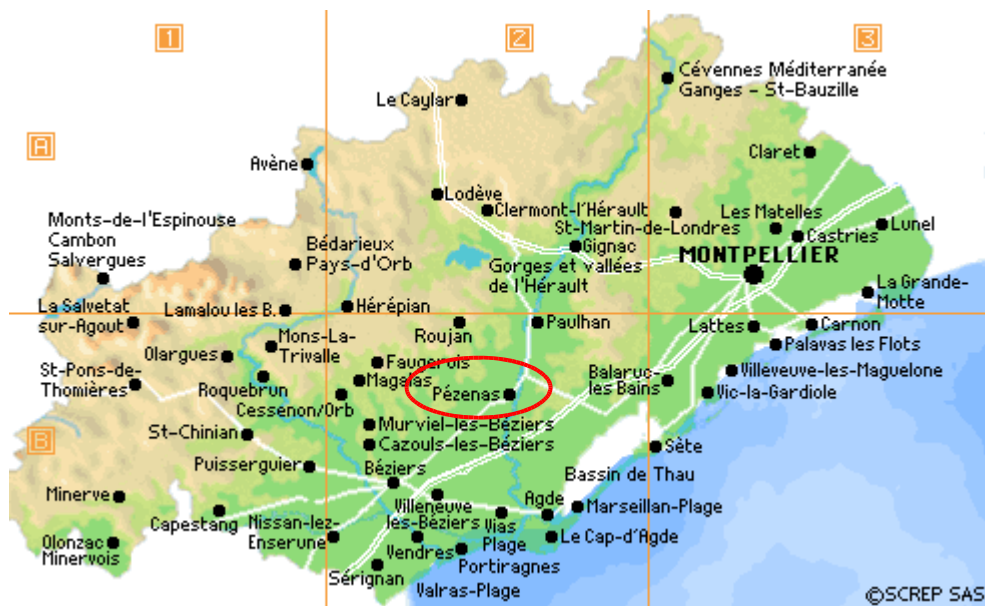 1
2
3
Cévennes Méditerranée
Ganges - St-Bauzille
Le Caylar
A
Claret
Avène
Lodève
Clermont-l'Hérault
Les Matelles
Monts-de-l'Espinouse
Cambon
Salvergues
St-Martin-de-Londres
Lunel
Castries
Bédarieux
Pays-d'Orb
Gignac
MONTPELLIER
Gorges et vallées
de l'Hérault
La Grande-
Motte
La Salvetat
sur-Agout
Lamalou les B.
Hérépian
Roujan
Paulhan
Lattes
Carnon
Mons-La-
Trivalle
Palavas les Flots
Olargues
Faugerois
St-Pons-de-
Thomières
Magalas
Balaruc-
les Bains
Villeveuve-les-Maguelone
Roquebrun
Pézenas
Vic-la-Gardiole
Cessenon/Orb
Murviel-les-Béziers
B
St-Chinian
Cazouls-les-Béziers
Sète
Puisserguier
Béziers
Bassin de Thau
Minerve
Villeneuve
les-Béziers
Agde
Marseillan-Plage
Capestang
Nissan-lez-
Enserune
Vias
Plage
Olonzac
Minervois
Vendres
Le Cap-d'Agde
Portiragnes
Sérignan
Valras-Plage
©SCREP SAS